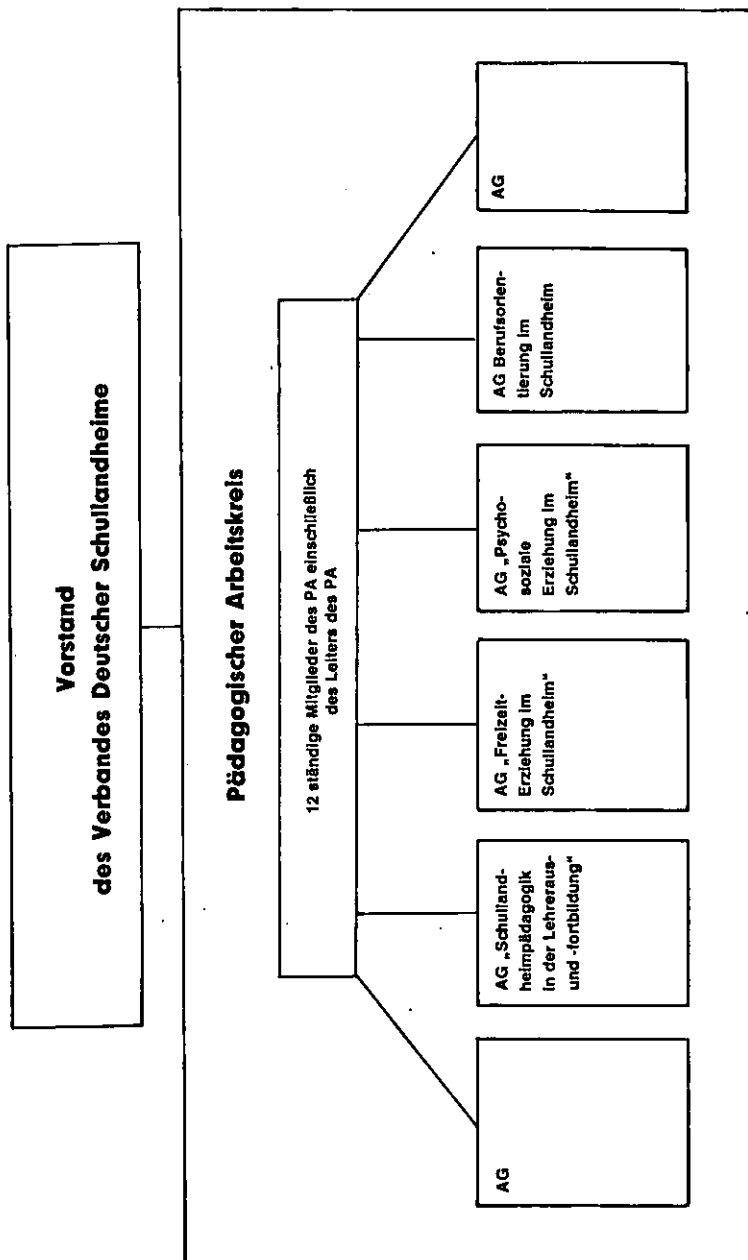 Vorstand
des Verbandes Deutscher Schullandheime
Pädagogischer Arbeitskreis
12 ständige Mitglieder des PA einschließlich
des Leiters des PA
AG
AG „Schulland-
heimpädagogik
in der Lehreraus-
und -fortbildung“
AG „Freizeit-
Erziehung im
Schullandheim“
AG „Psycho-
soziale
Erziehung im
Schullandheim“
AG Berufsorien-
tierung im
Schullandheim
AG